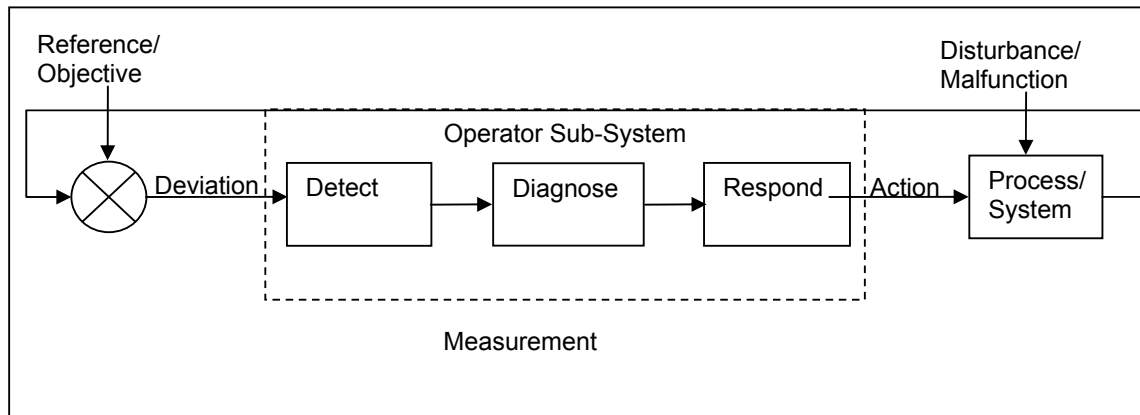 Reference/
Objective
Disturbance/
Malfunction
Operator Sub-System
Deviation
Detect
Diagnose
Respond
Action
Process/
System
Measurement